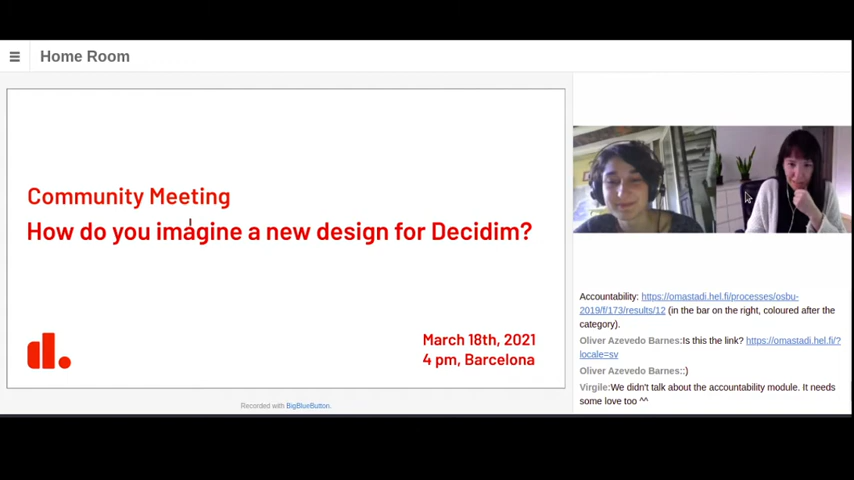 Home Room
Community Meeting
How do you imagine a new design for Decidim?
March 18th, 2021
4 pm, Barcelona
d.
Recorded with BigBlueButton.
Accountability: https://omastadi.hel.fi/processes/osbu-
2019/f/173/results/12 (in the bar on the right, coloured after the
category).
Oliver Azevedo Barnes:Is this the link? https://omastadi.hel.fi/?
locale=sv
Oliver Azevedo Barnes::)
Virgile:We didn't talk about the accountability module. It needs
some love too ^^